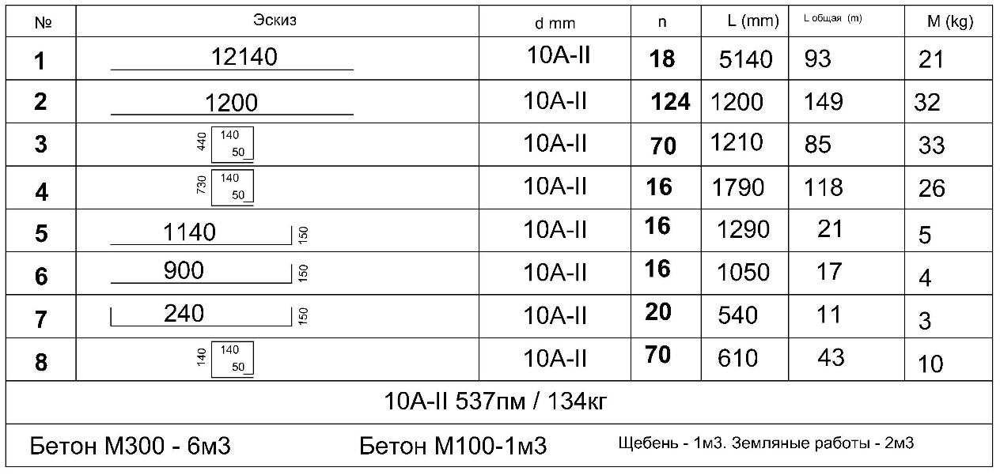 № Эскиз d mm n L (mm) L общая (m) M (kg)
1 12140 10A-II 18 5140 93 21
2 1200 10A-II 124 1200 149 32
3 440 140 50 10A-II 70 1210 85 33
4 730 140 50 10A-II 16 1790 118 26
5 1140 150 10A-II 16 1290 21 5
6 900 150 10A-II 16 1050 17 4
7 240 150 10A-II 20 540 11 3
8 140 140 50 10A-II 70 610 43 10
10A-II 537пм / 134кг
Бетон М300 - 6м3 Бетон М100-1м3 Щебень - 1м3. Земляные работы - 2м3